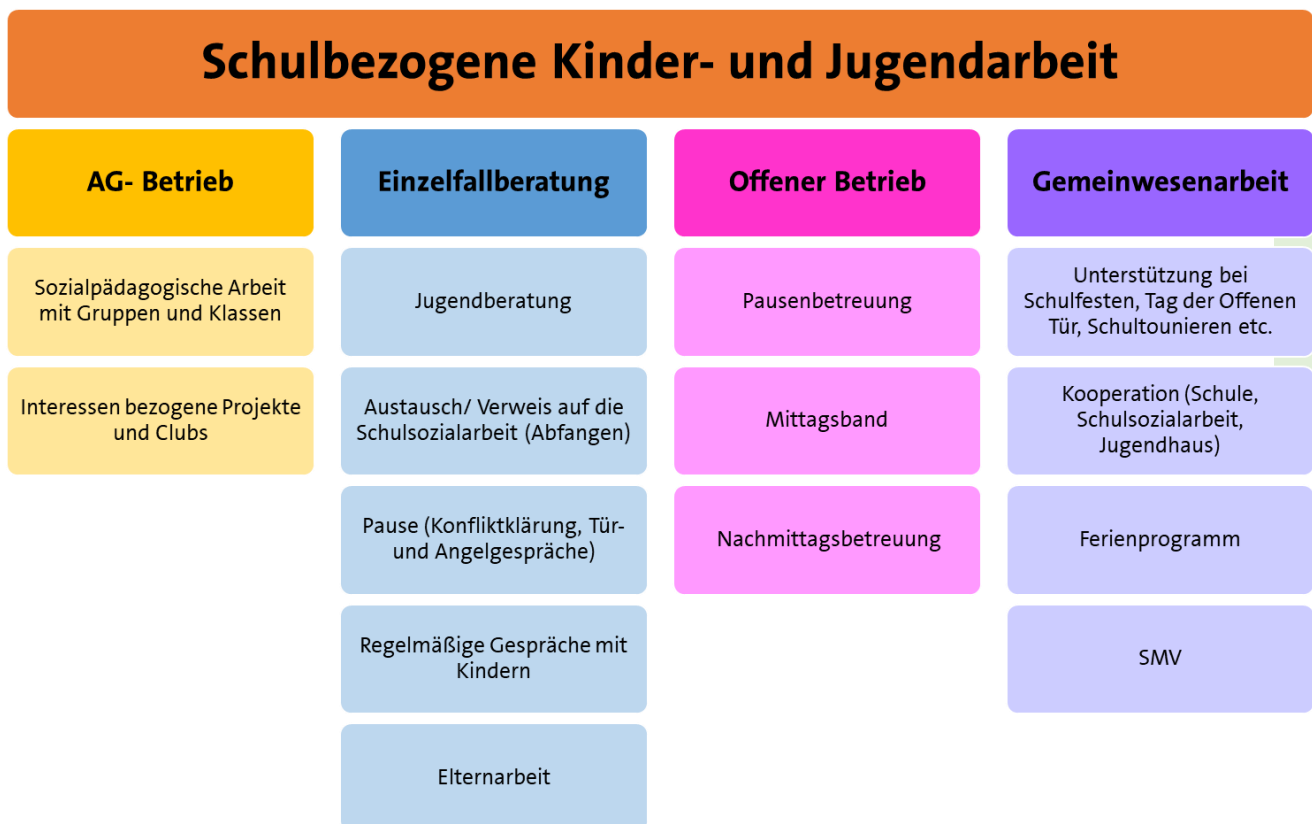 Schulbezogene Kinder- und Jugendarbeit
AG- Betrieb
Sozialpädagogische Arbeit
mit Gruppen und Klassen
Interessen bezogene Projekte
und Clubs
Einzelfallberatung
Jugendberatung
Austausch/ Verweis auf die
Schulsozialarbeit (Abfangen)
Pause (Konfliktklärung, Tür-
und Angelgespräche)
Regelmäßige Gespräche mit
Kindern
Elternarbeit
Offener Betrieb
Pausenbetreuung
Mittagsband
Nachmittagsbetreuung
Gemeinwesenarbeit
Unterstützung bei
Schulfesten, Tag der Offenen
Tür, Schultounieren etc.
Kooperation (Schule,
Schulsozialarbeit,
Jugendhaus)
Ferienprogramm
SMV